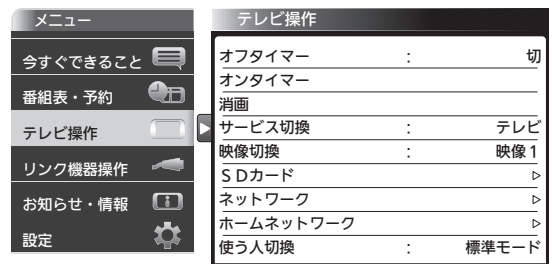 メニュー
今すぐできること
番組表・予約
テレビ操作
リンク機器操作
お知らせ・情報
設定
テレビ操作
オフタイマー : 切
オンタイマー
消画
サービス切換 : テレビ
映像切換 : 映像1
SDカード
ネットワーク
ホームネットワーク
使う人切換 : 標準モード